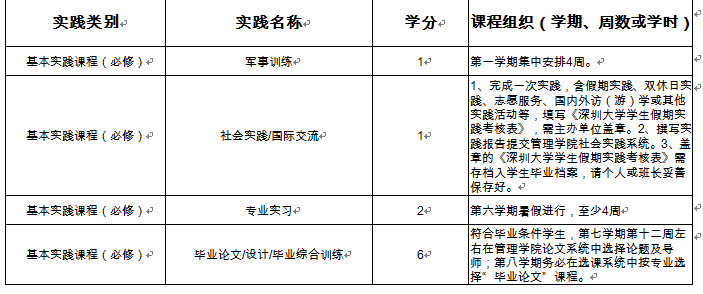 实践类别 实践名称 学分 课程组织（学期、周数或学时）
基本实践课程（必修） 军事训练 1 第一学期集中安排4周。
基本实践课程（必修） 社会实践/国际交流 1 1、完成一次实践，含假期实践、双休日实
践、志愿服务、国内外访（游）学或其他
实践活动等，填写《深圳大学学生假期实
践考核表》，需主办单位盖章。2、撰写实
践报告提交管理学院社会实践系统。3、盖
章的《深圳大学学生假期实践考核表》需
存档入学生毕业档案，请个人或班长妥善
保存好。
基本实践课程（必修） 专业实习 2 第六学期暑假进行，至少4周
基本实践课程（必修） 毕业论文/设计/毕业综合训练 6 符合毕业条件学生，第七学期第十二周左
右在管理学院论文系统中选择论题及导
师；第八学期务必在选课系统中按专业选
择“毕业论文”课程。